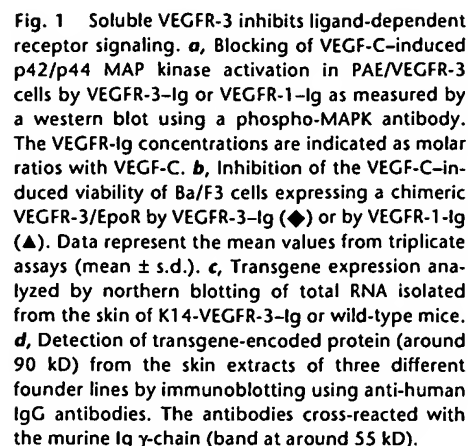 Fig. 1 Soluble VEGFR-3 inhibits ligand-dependent
receptor signaling. a, Blocking of VEGF-C–induced
p42/p44 MAP kinase activation in PAE/VEGFR-3
cells by VEGFR-3–Ig or VEGFR-1–Ig as measured by
a western blot using a phospho-MAPK antibody.
The VEGFR-Ig concentrations are indicated as molar
ratios with VEGF-C. b, Inhibition of the VEGF-C–in-
duced viability of Ba/F3 cells expressing a chimeric
VEGFR-3/EpoR by VEGFR-3–Ig (◆) or by VEGFR-1-Ig
(▲). Data represent the mean values from triplicate
assays (mean ± s.d.). c, Transgene expression ana-
lyzed by northern blotting of total RNA isolated
from the skin of K14-VEGFR-3–Ig or wild-type mice.
d, Detection of transgene-encoded protein (around
90 kD) from the skin extracts of three different
founder lines by immunoblotting using anti-human
IgG antibodies. The antibodies cross-reacted with
the murine Ig γ-chain (band at around 55 kD).